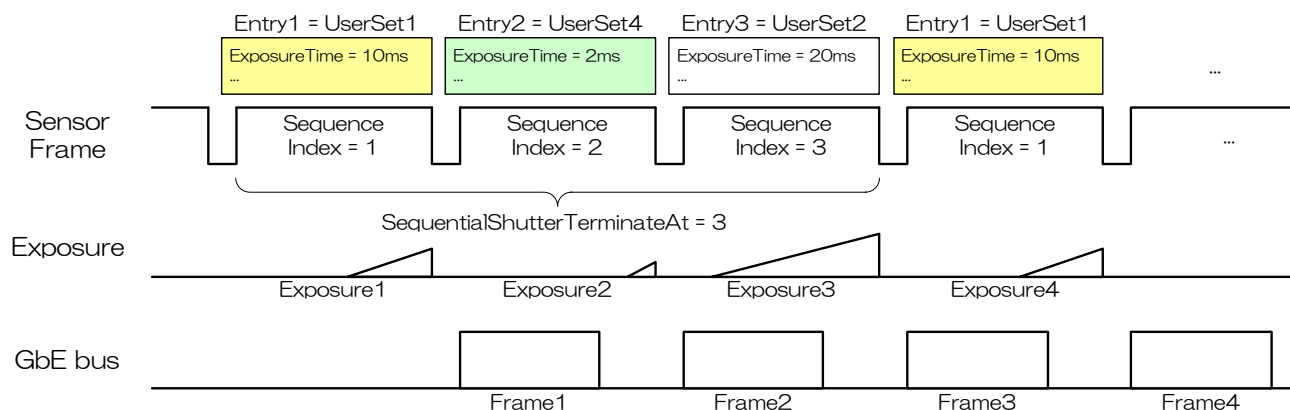 Entry1 = UserSet1 Entry2 = UserSet4 Entry3 = UserSet2 Entry1 = UserSet1
ExposureTime = 10ms ExposureTime = 2ms ExposureTime = 20ms ExposureTime = 10ms
... ... ... ... ...
Sensor
Frame
Sequence
Index = 1
Sequence
Index = 2
Sequence
Index = 3
Sequence
Index = 1
...
SequentialShutterTerminateAt = 3
Exposure
Exposure1 Exposure2 Exposure3 Exposure4
GbE bus
Frame1 Frame2 Frame3 Frame4